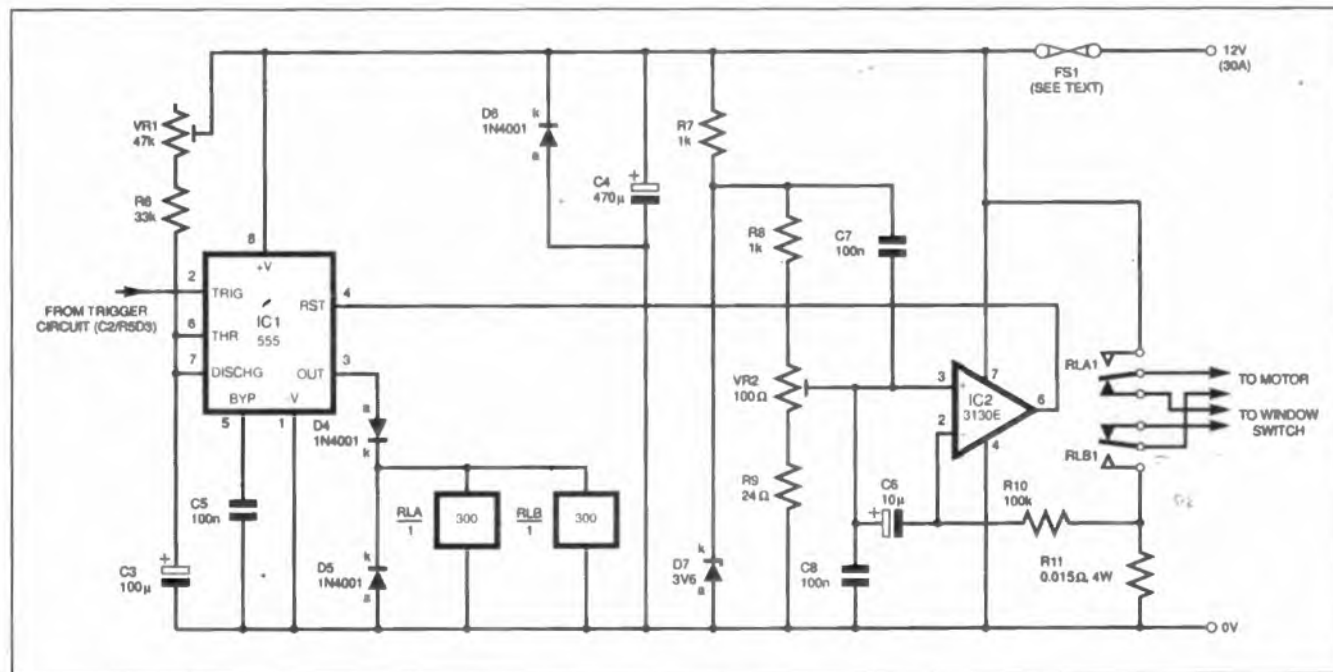 12V
(30A)
FS1
(SEE TEXT)
VR1
47k
R6
33k
D6
1N4001
k
a
+
C4
470µ
R7
1k
R8
1k
C7
100n
8
+V
2
TRIG
RST
4
FROM TRIGGER
CIRCUIT (C2/R5D3)
IC1
555
6
THR
7
DISCHG
OUT
3
BYP
-V
5
1
a
D4
1N4001
k
C5
100n
RLA
1
300
RLB
1
300
k
D5
1N4001
a
+
C3
100µ
VR2
100Ω
R9
24Ω
k
D7
3V6
a
3
+
7
IC2
3130E
6
2
-
4
C6
10µ
+
C8
100n
R10
100k
R11
0.015Ω, 4W
RLA1
TO MOTOR
TO WINDOW
SWITCH
RLB1
0V